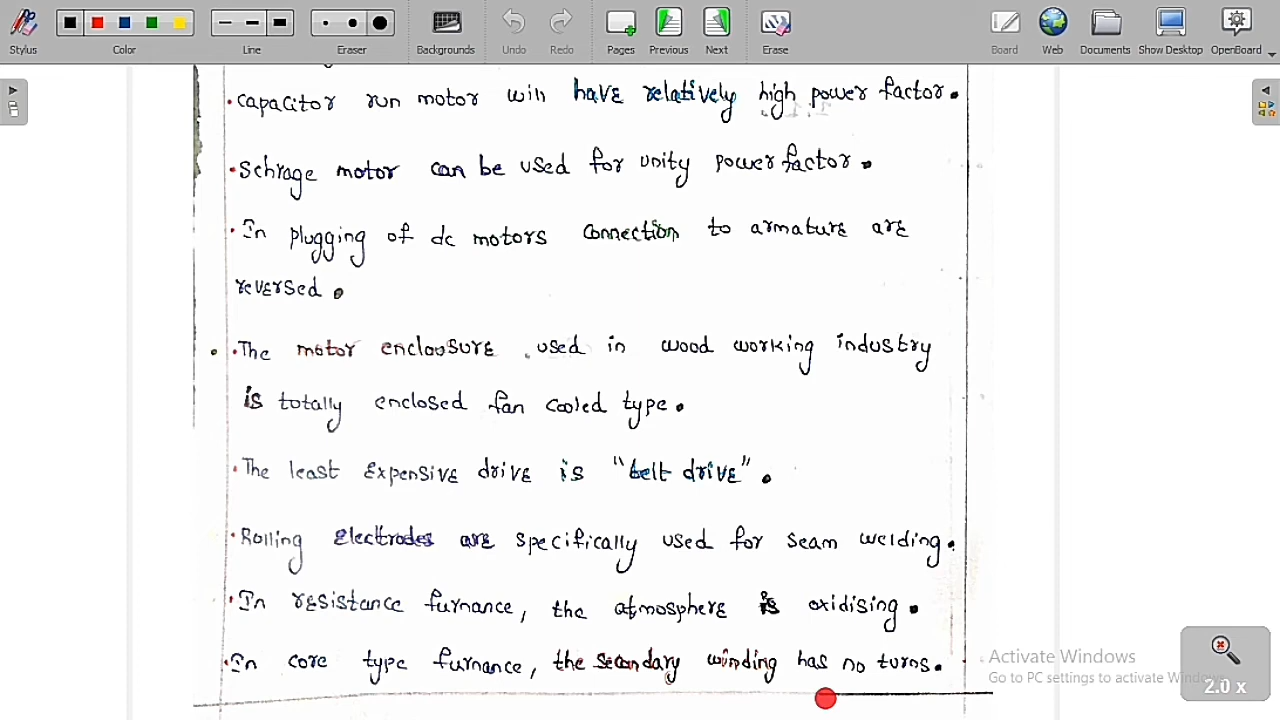 Stylus
Color
Line
Eraser
Backgrounds
Undo
Redo
Pages
Previous
Next
Erase
Board
Web
Documents
Show Desktop
OpenBoard
• capacitor run motor will have relatively high power factor.
• Schrage motor can be used for unity power factor.
• In plugging of dc motors connection to armature are
reversed.
• The motor enclousure used in wood working industry
is totally enclosed fan cooled type.
• The least expensive drive is "belt drive".
• Rolling electrodes are specifically used for seam welding.
• In resistance furnance, the atmosphere is oxidising.
• In core type furnance, the secondary winding has no turns.
Activate Windows
Go to PC settings to activate Windows.
2.0 x